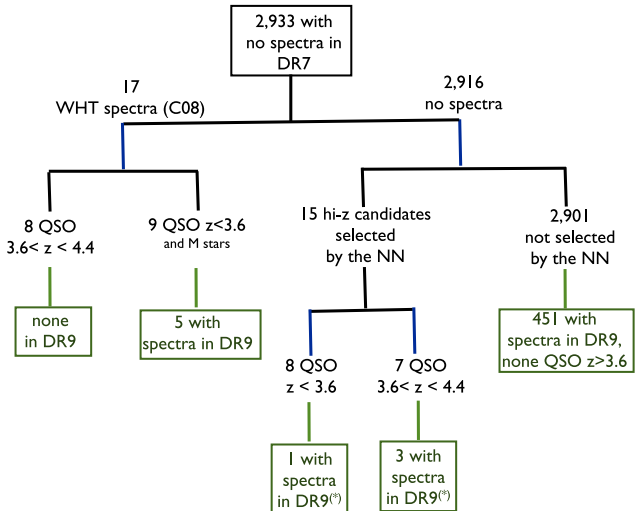 2,933 with
no spectra in
DR7
17
WHT spectra (C08)
2,916
no spectra
8 QSO
3.6< z < 4.4
9 QSO z<3.6
and M stars
15 hi-z candidates
selected
by the NN
2,901
not selected
by the NN
none
in DR9
5 with
spectra in DR9
451 with
spectra in DR9,
none QSO z>3.6
8 QSO
z < 3.6
7 QSO
3.6< z < 4.4
1 with
spectra
in DR9(*)
3 with
spectra
in DR9(*)